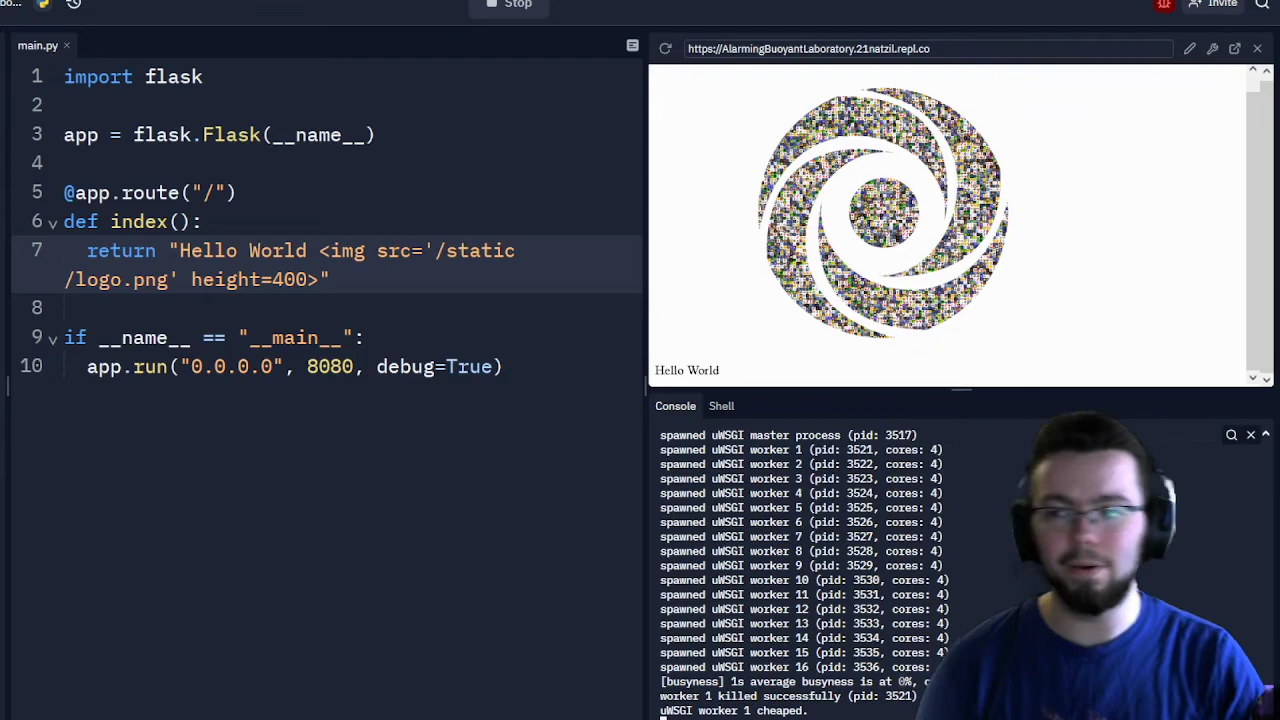 Stop
Invite
main.py
https://AlarmingBuoyantLaboratory.21natzil.repl.co
1 import flask
2
3 app = flask.Flask(__name__)
4
5 @app.route("/")
6 def index():
7 return "Hello World <img src='/static
/logo.png' height=400>"
8
9 if __name__ == "__main__":
10 app.run("0.0.0.0", 8080, debug=True)
Hello World
Console Shell
spawned uWSGI master process (pid: 3517)
spawned uWSGI worker 1 (pid: 3521, cores: 4)
spawned uWSGI worker 2 (pid: 3522, cores: 4)
spawned uWSGI worker 3 (pid: 3523, cores: 4)
spawned uWSGI worker 4 (pid: 3524, cores: 4)
spawned uWSGI worker 5 (pid: 3525, cores: 4)
spawned uWSGI worker 6 (pid: 3526, cores: 4)
spawned uWSGI worker 7 (pid: 3527, cores: 4)
spawned uWSGI worker 8 (pid: 3528, cores: 4)
spawned uWSGI worker 9 (pid: 3529, cores: 4)
spawned uWSGI worker 10 (pid: 3530, cores: 4)
spawned uWSGI worker 11 (pid: 3531, cores: 4)
spawned uWSGI worker 12 (pid: 3532, cores: 4)
spawned uWSGI worker 13 (pid: 3533, cores: 4)
spawned uWSGI worker 14 (pid: 3534, cores: 4)
spawned uWSGI worker 15 (pid: 3535, cores: 4)
spawned uWSGI worker 16 (pid: 3536, cores: 4)
[busyness] 1s average busyness is at 0%,
worker 1 killed successfully (pid: 3521)
uWSGI worker 1 cheaped.